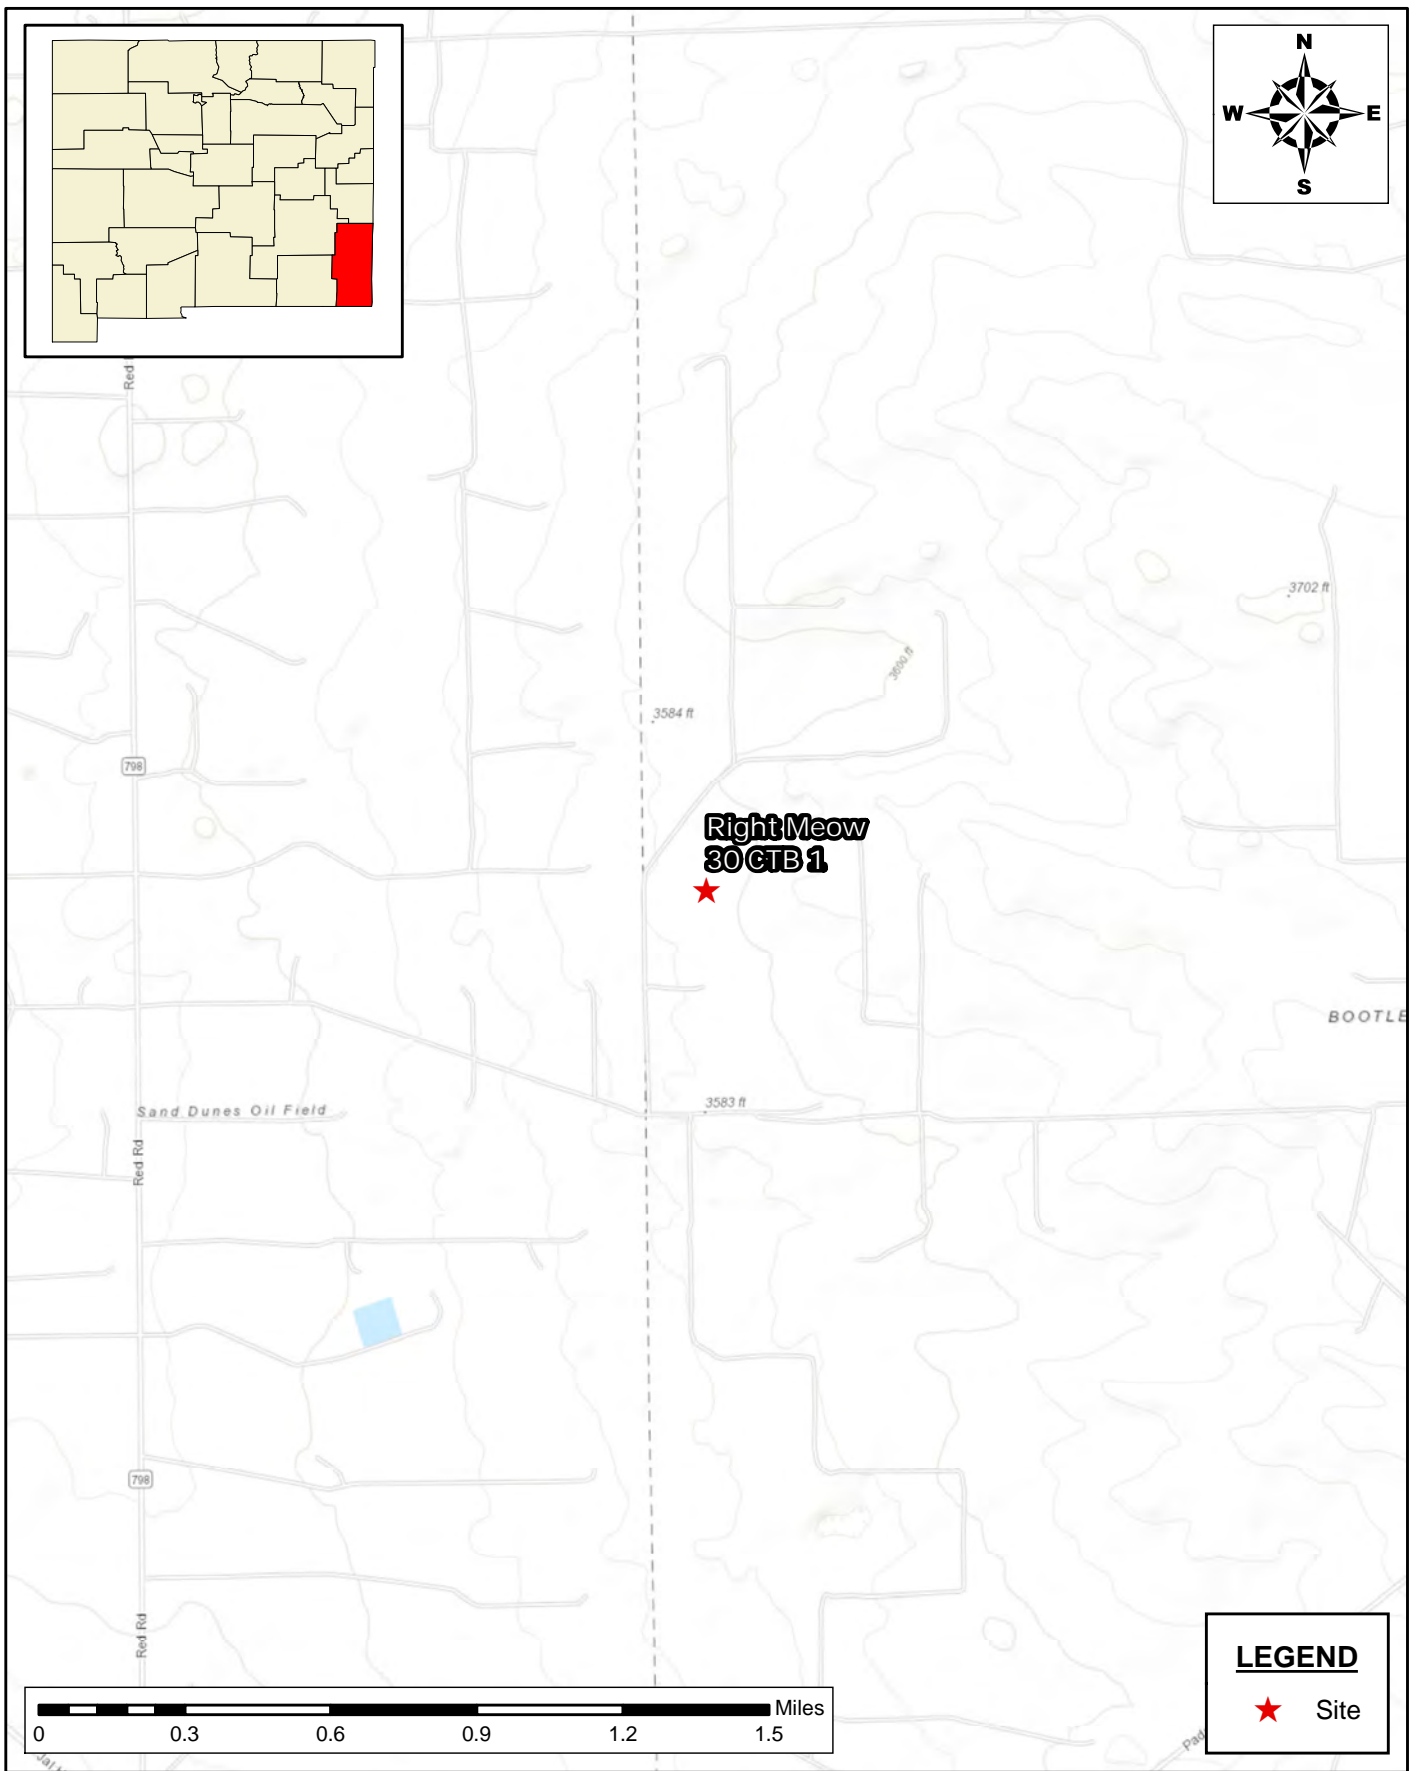 N
W E
S
Red
3702 ft
3600 ft
3584 ft
798
Right Meow
30 CTB 1
BOOTLE
3583 ft
Sand Dunes Oil Field
Red Rd
798
Red Rd
LEGEND
Site
Miles
0 0.3 0.6 0.9 1.2 1.5
Jal
Pad